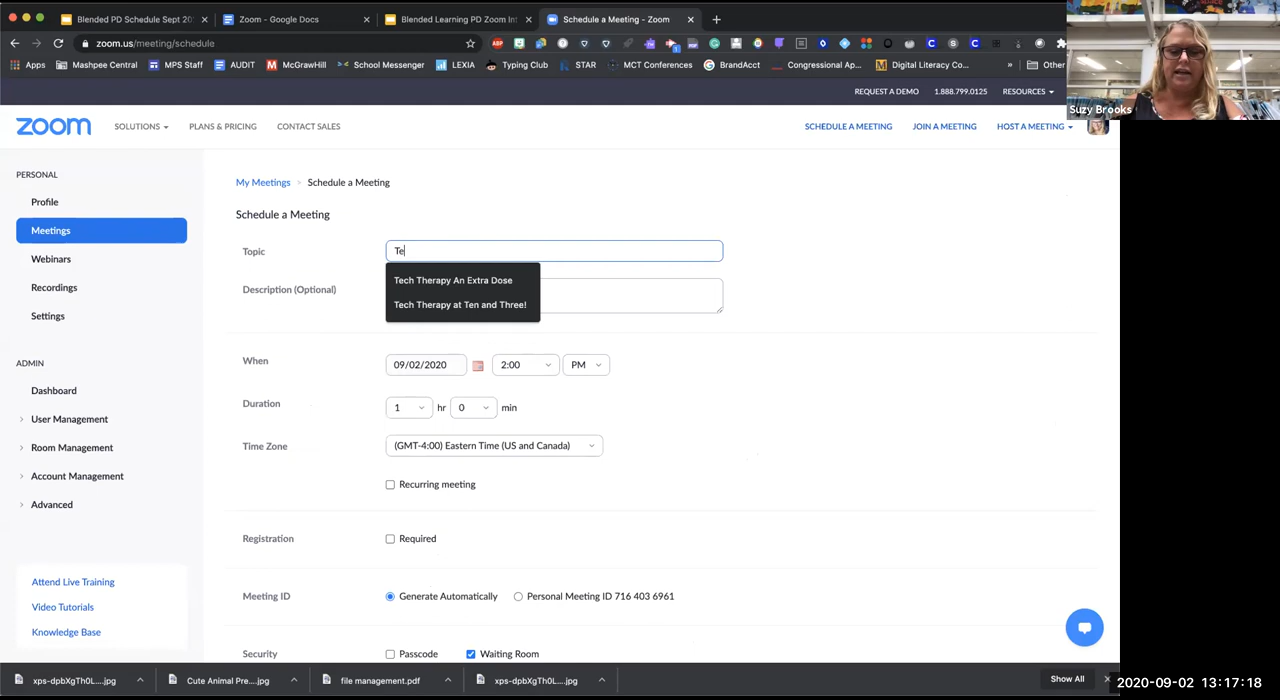 Blended PD Schedule Sept 20
Zoom - Google Docs
Blended Learning PD Zoom Int
Schedule a Meeting - Zoom
zoom.us/meeting/schedule
Apps
Mashpee Central
MPS Staff
AUDIT
McGrawHill
School Messenger
LEXIA
Typing Club
STAR
MCT Conferences
BrandAcct
Congressional Ap...
Digital Literacy Co...
»
Other
Suzy Brooks
REQUEST A DEMO
1.888.799.0125
RESOURCES
zoom
SOLUTIONS
PLANS & PRICING
CONTACT SALES
SCHEDULE A MEETING
JOIN A MEETING
HOST A MEETING
PERSONAL
Profile
Meetings
Webinars
Recordings
Settings
ADMIN
Dashboard
User Management
Room Management
Account Management
Advanced
Attend Live Training
Video Tutorials
Knowledge Base
My Meetings > Schedule a Meeting
Schedule a Meeting
Topic
Te
Tech Therapy An Extra Dose
Tech Therapy at Ten and Three!
Description (Optional)
When
09/02/2020
2:00
PM
Duration
1
hr
0
min
Time Zone
(GMT-4:00) Eastern Time (US and Canada)
Recurring meeting
Registration
Required
Meeting ID
Generate Automatically
Personal Meeting ID 716 403 6961
Security
Passcode
Waiting Room
xps-dpbXgTh0L....jpg
Cute Animal Pre....jpg
file management.pdf
xps-dpbXgTh0L....jpg
Show All
2020-09-02 13:17:18